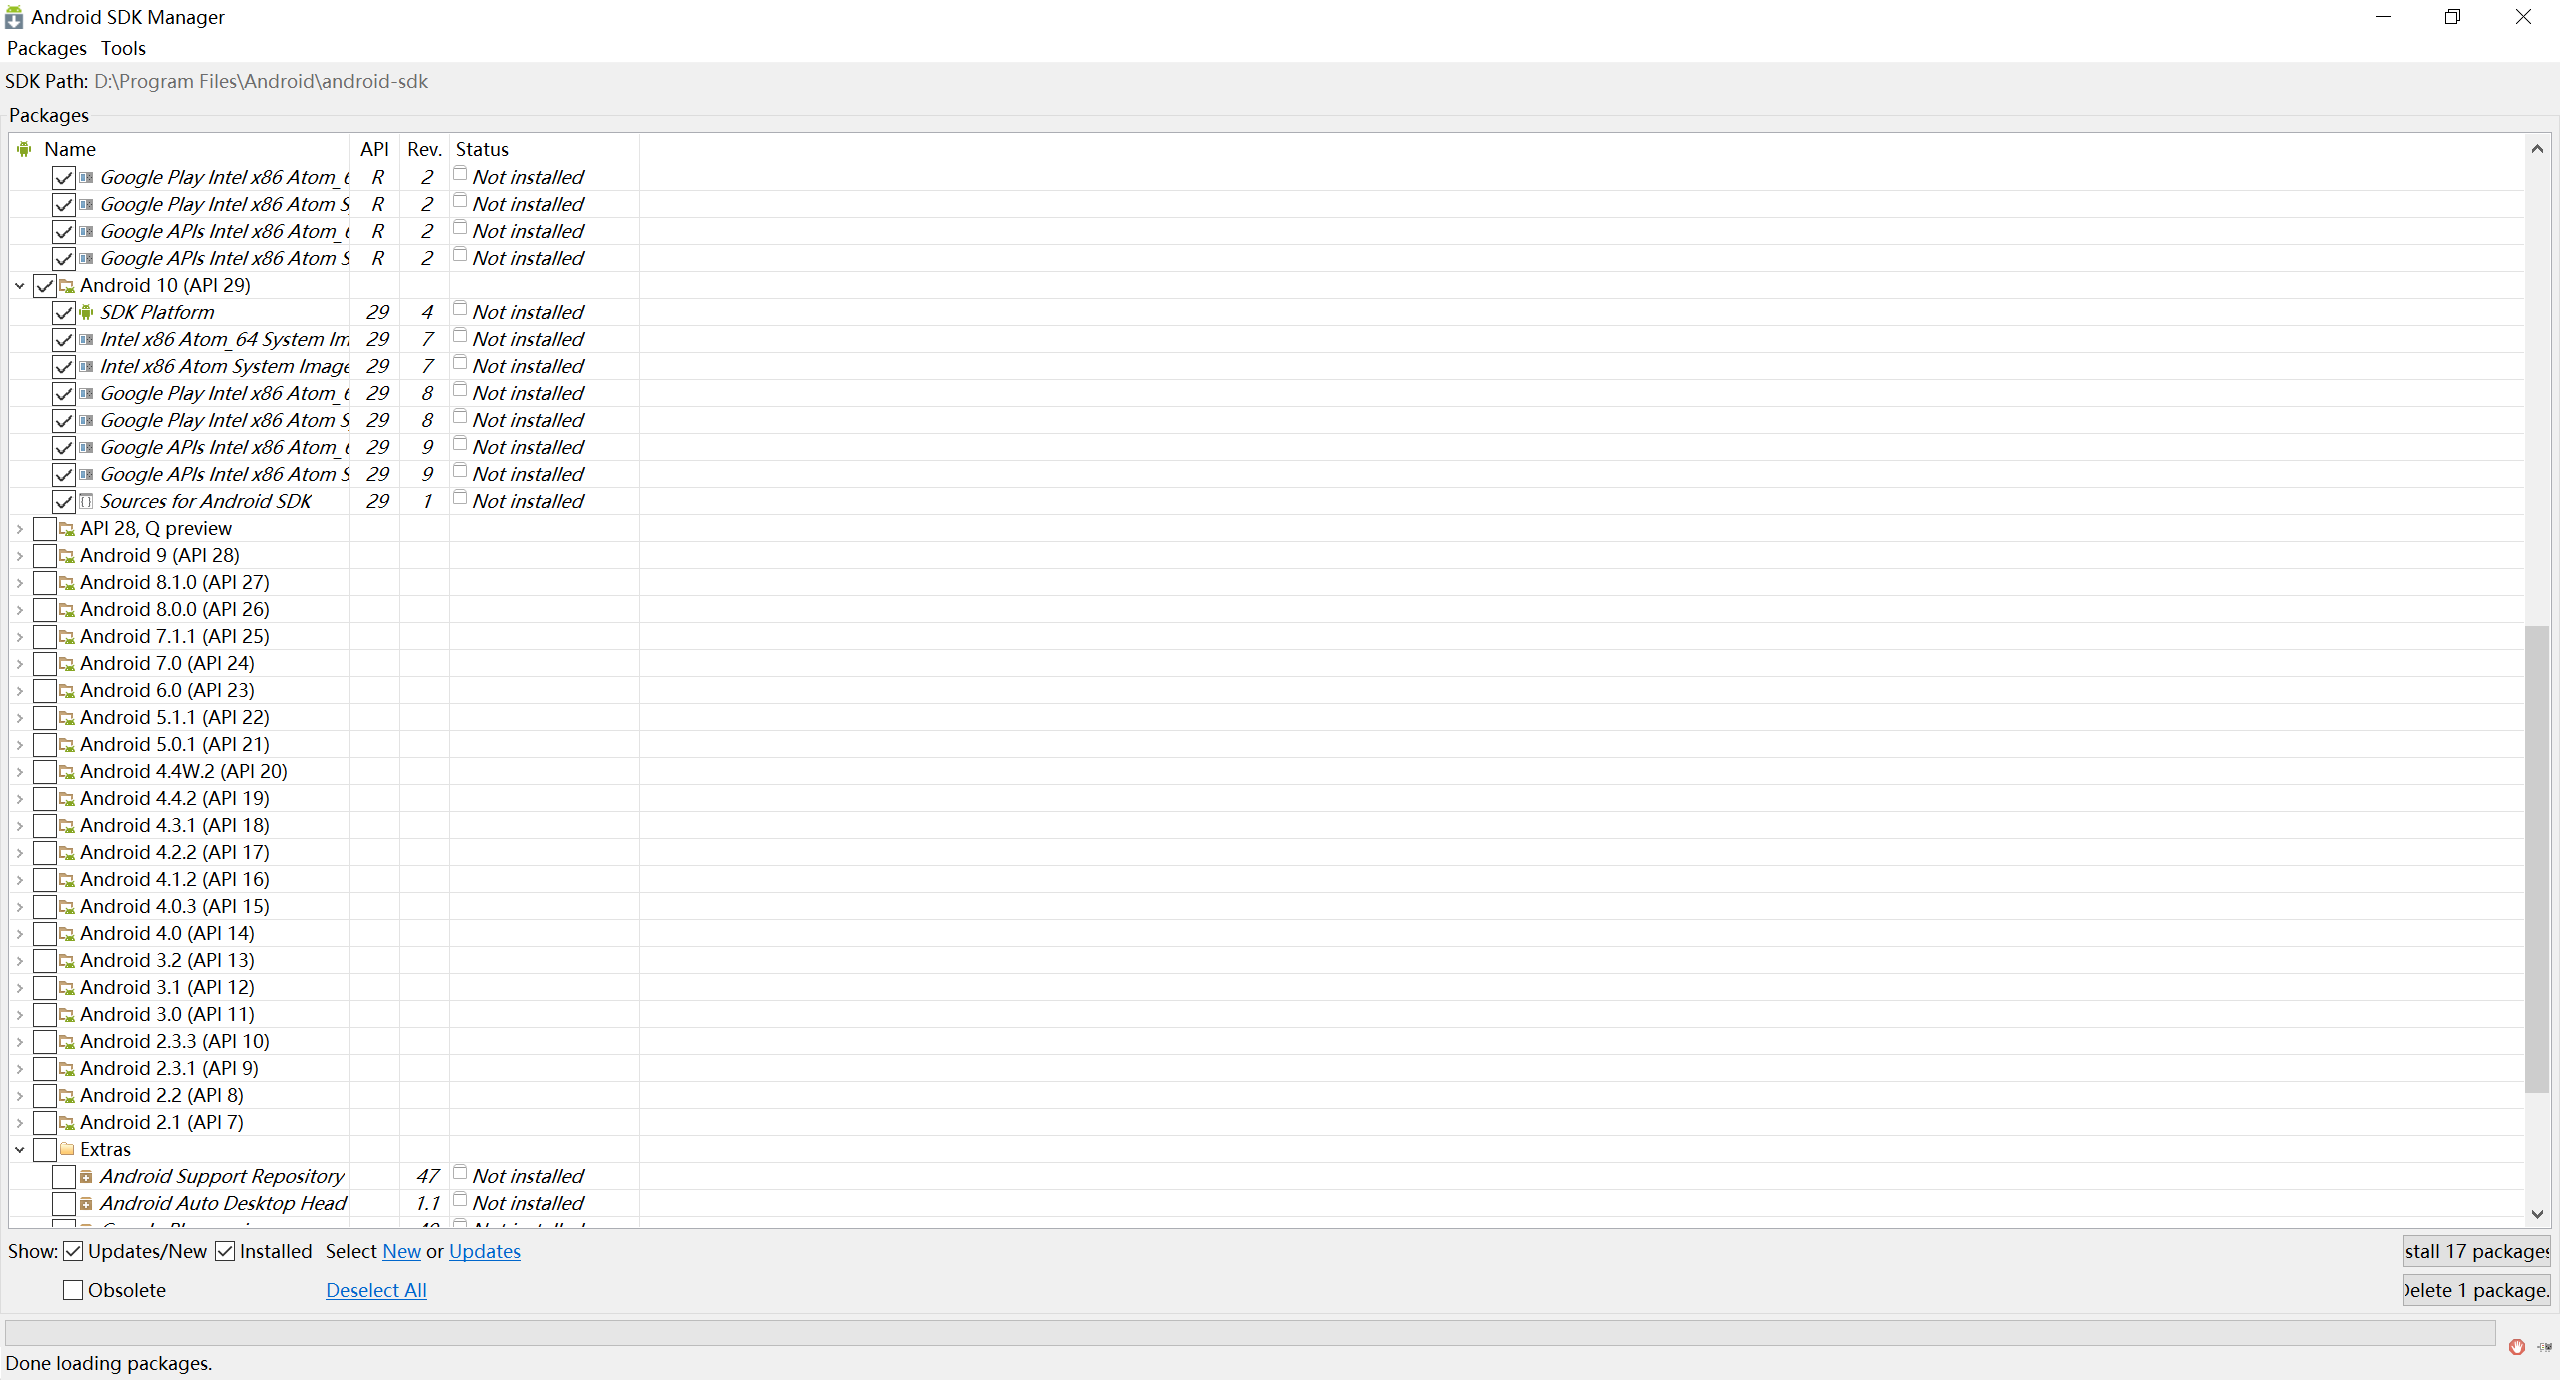 Android SDK Manager
Packages Tools
SDK Path: D:\Program Files\Android\android-sdk
Packages
Name API Rev. Status
Google Play Intel x86 Atom_ R 2 Not installed
Google Play Intel x86 Atom S R 2 Not installed
Google APIs Intel x86 Atom_ R 2 Not installed
Google APIs Intel x86 Atom S R 2 Not installed
Android 10 (API 29)
SDK Platform 29 4 Not installed
Intel x86 Atom_64 System Im 29 7 Not installed
Intel x86 Atom System Image 29 7 Not installed
Google Play Intel x86 Atom_ 29 8 Not installed
Google Play Intel x86 Atom S 29 8 Not installed
Google APIs Intel x86 Atom_ 29 9 Not installed
Google APIs Intel x86 Atom S 29 9 Not installed
Sources for Android SDK 29 1 Not installed
API 28, Q preview
Android 9 (API 28)
Android 8.1.0 (API 27)
Android 8.0.0 (API 26)
Android 7.1.1 (API 25)
Android 7.0 (API 24)
Android 6.0 (API 23)
Android 5.1.1 (API 22)
Android 5.0.1 (API 21)
Android 4.4W.2 (API 20)
Android 4.4.2 (API 19)
Android 4.3.1 (API 18)
Android 4.2.2 (API 17)
Android 4.1.2 (API 16)
Android 4.0.3 (API 15)
Android 4.0 (API 14)
Android 3.2 (API 13)
Android 3.1 (API 12)
Android 3.0 (API 11)
Android 2.3.3 (API 10)
Android 2.3.1 (API 9)
Android 2.2 (API 8)
Android 2.1 (API 7)
Extras
Android Support Repository 47 Not installed
Android Auto Desktop Head 1.1 Not installed
Show: Updates/New Installed Select New or Updates
stall 17 packages
Obsolete Deselect All
elete 1 package.
Done loading packages.